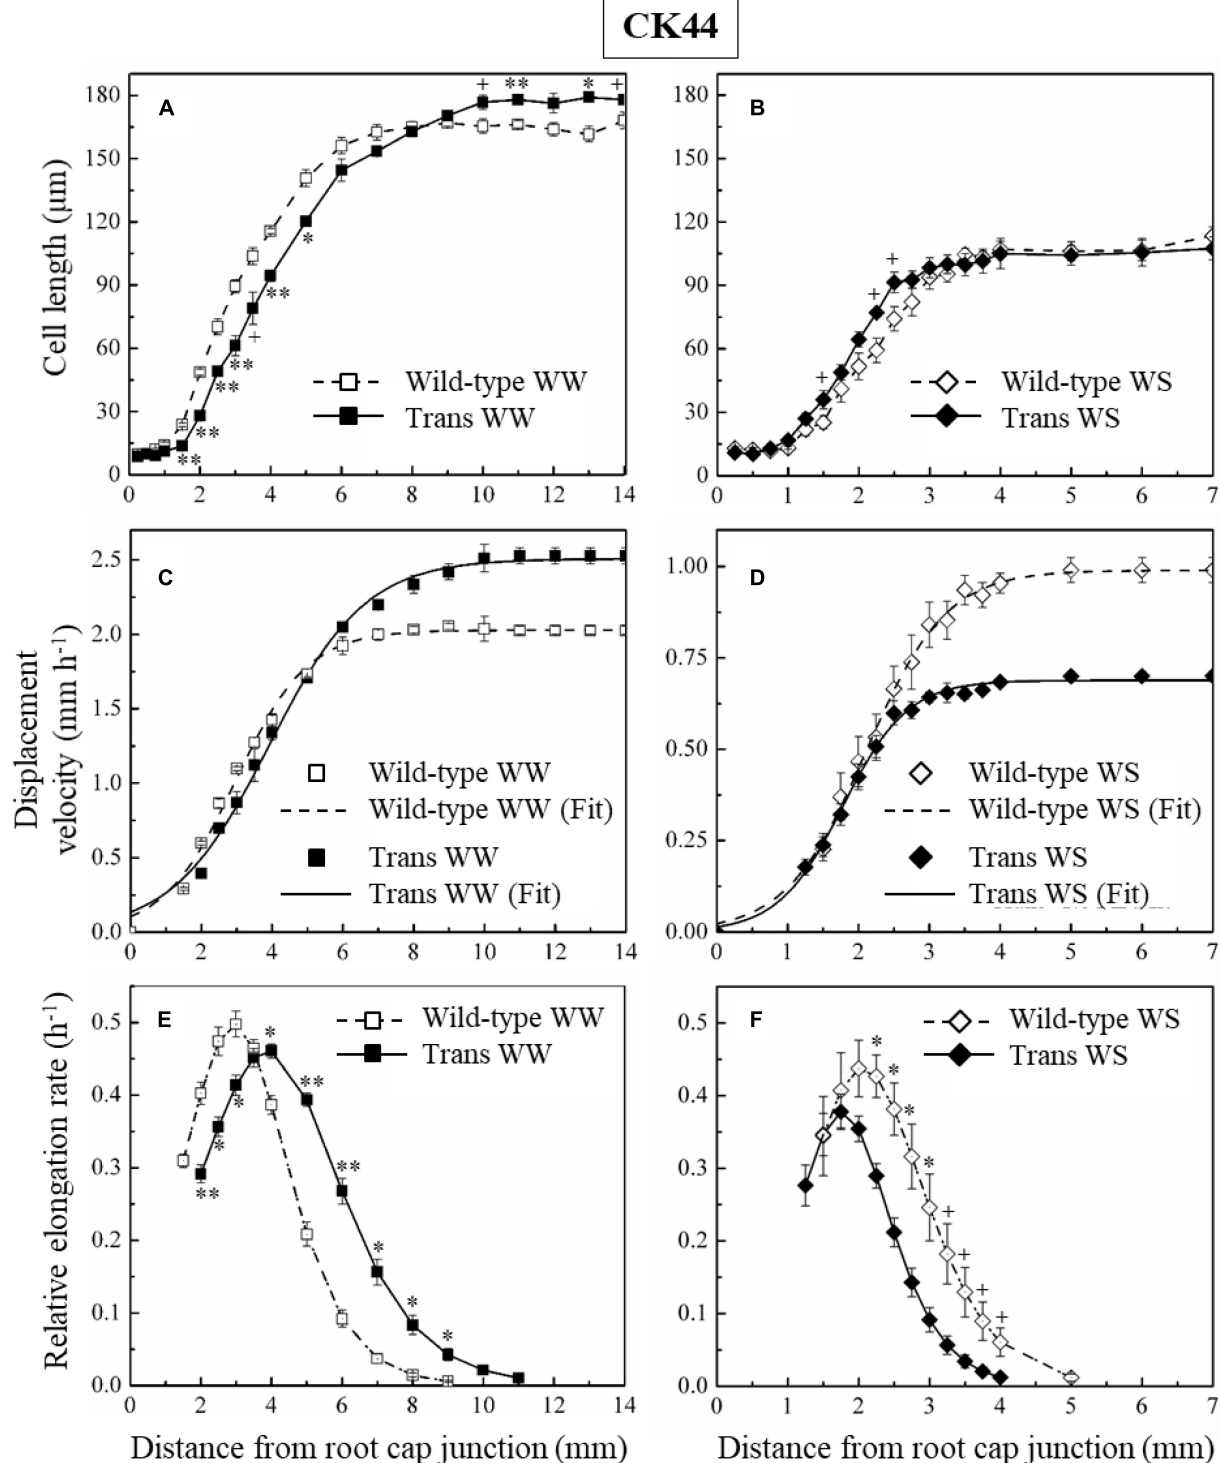 CK44
Cell length (μm)
A
180
150
120
90
60
30
0
+ ** * +
*
**
+
**
**
**
**
Wild-type WW
Trans WW
0 2 4 6 8 10 12 14
B
180
150
120
90
60
30
0
+
+
+
Wild-type WS
Trans WS
0 1 2 3 4 5 6 7
Displacement
velocity (mm h⁻¹)
C
2.5
2.0
1.5
1.0
0.5
0.0
Wild-type WW
Wild-type WW (Fit)
Trans WW
Trans WW (Fit)
0 2 4 6 8 10 12 14
D
1.00
0.75
0.50
0.25
0.00
Wild-type WS
Wild-type WS (Fit)
Trans WS
Trans WS (Fit)
0 1 2 3 4 5 6 7
Relative elongation rate (h⁻¹)
E
0.5
0.4
0.3
0.2
0.1
0.0
Wild-type WW
Trans WW
*
**
*
*
**
**
*
*
*
0 2 4 6 8 10 12 14
Distance from root cap junction (mm)
F
0.5
0.4
0.3
0.2
0.1
0.0
Wild-type WS
Trans WS
*
*
*
*
+
+
+
+
0 1 2 3 4 5 6 7
Distance from root cap junction (mm)